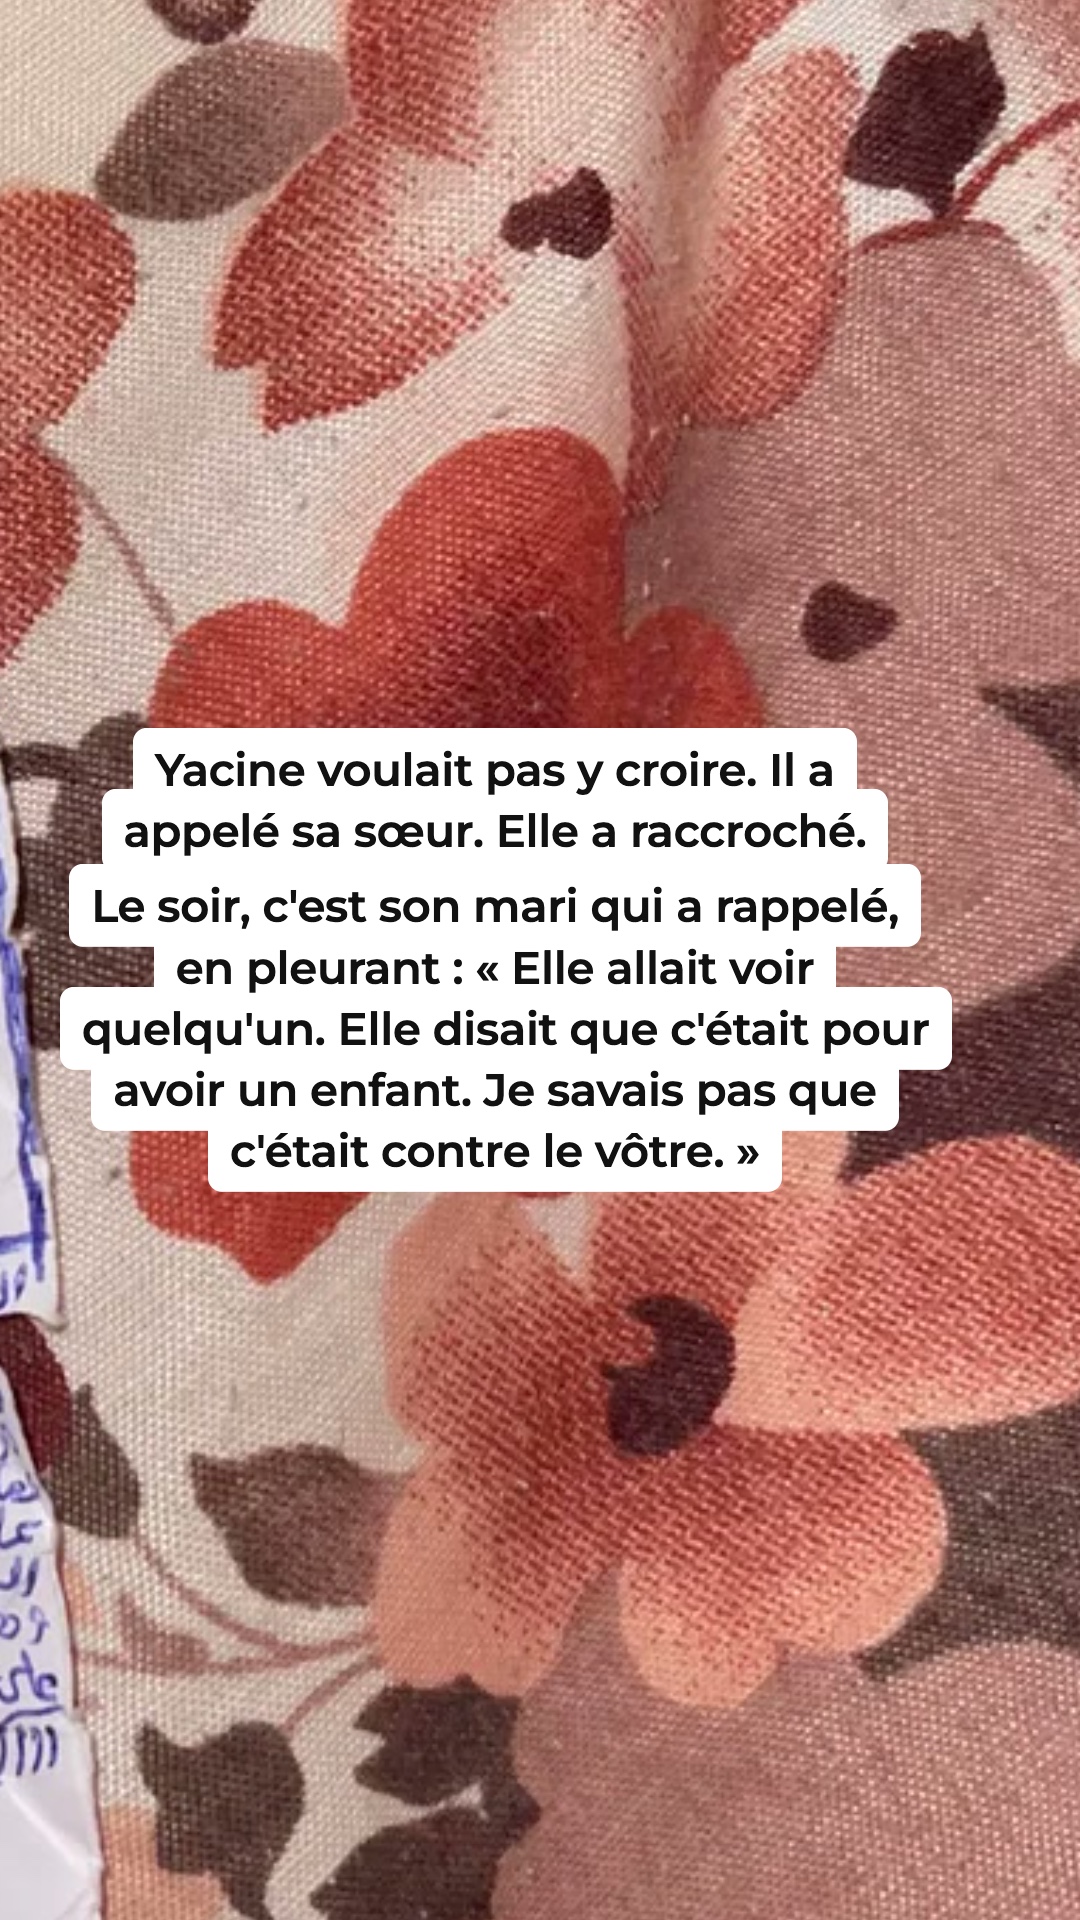 Yacine voulait pas y croire. Il a
appelé sa sœur. Elle a raccroché.
Le soir, c'est son mari qui a rappelé,
en pleurant : « Elle allait voir
quelqu'un. Elle disait que c'était pour
avoir un enfant. Je savais pas que
c'était contre le vôtre. »